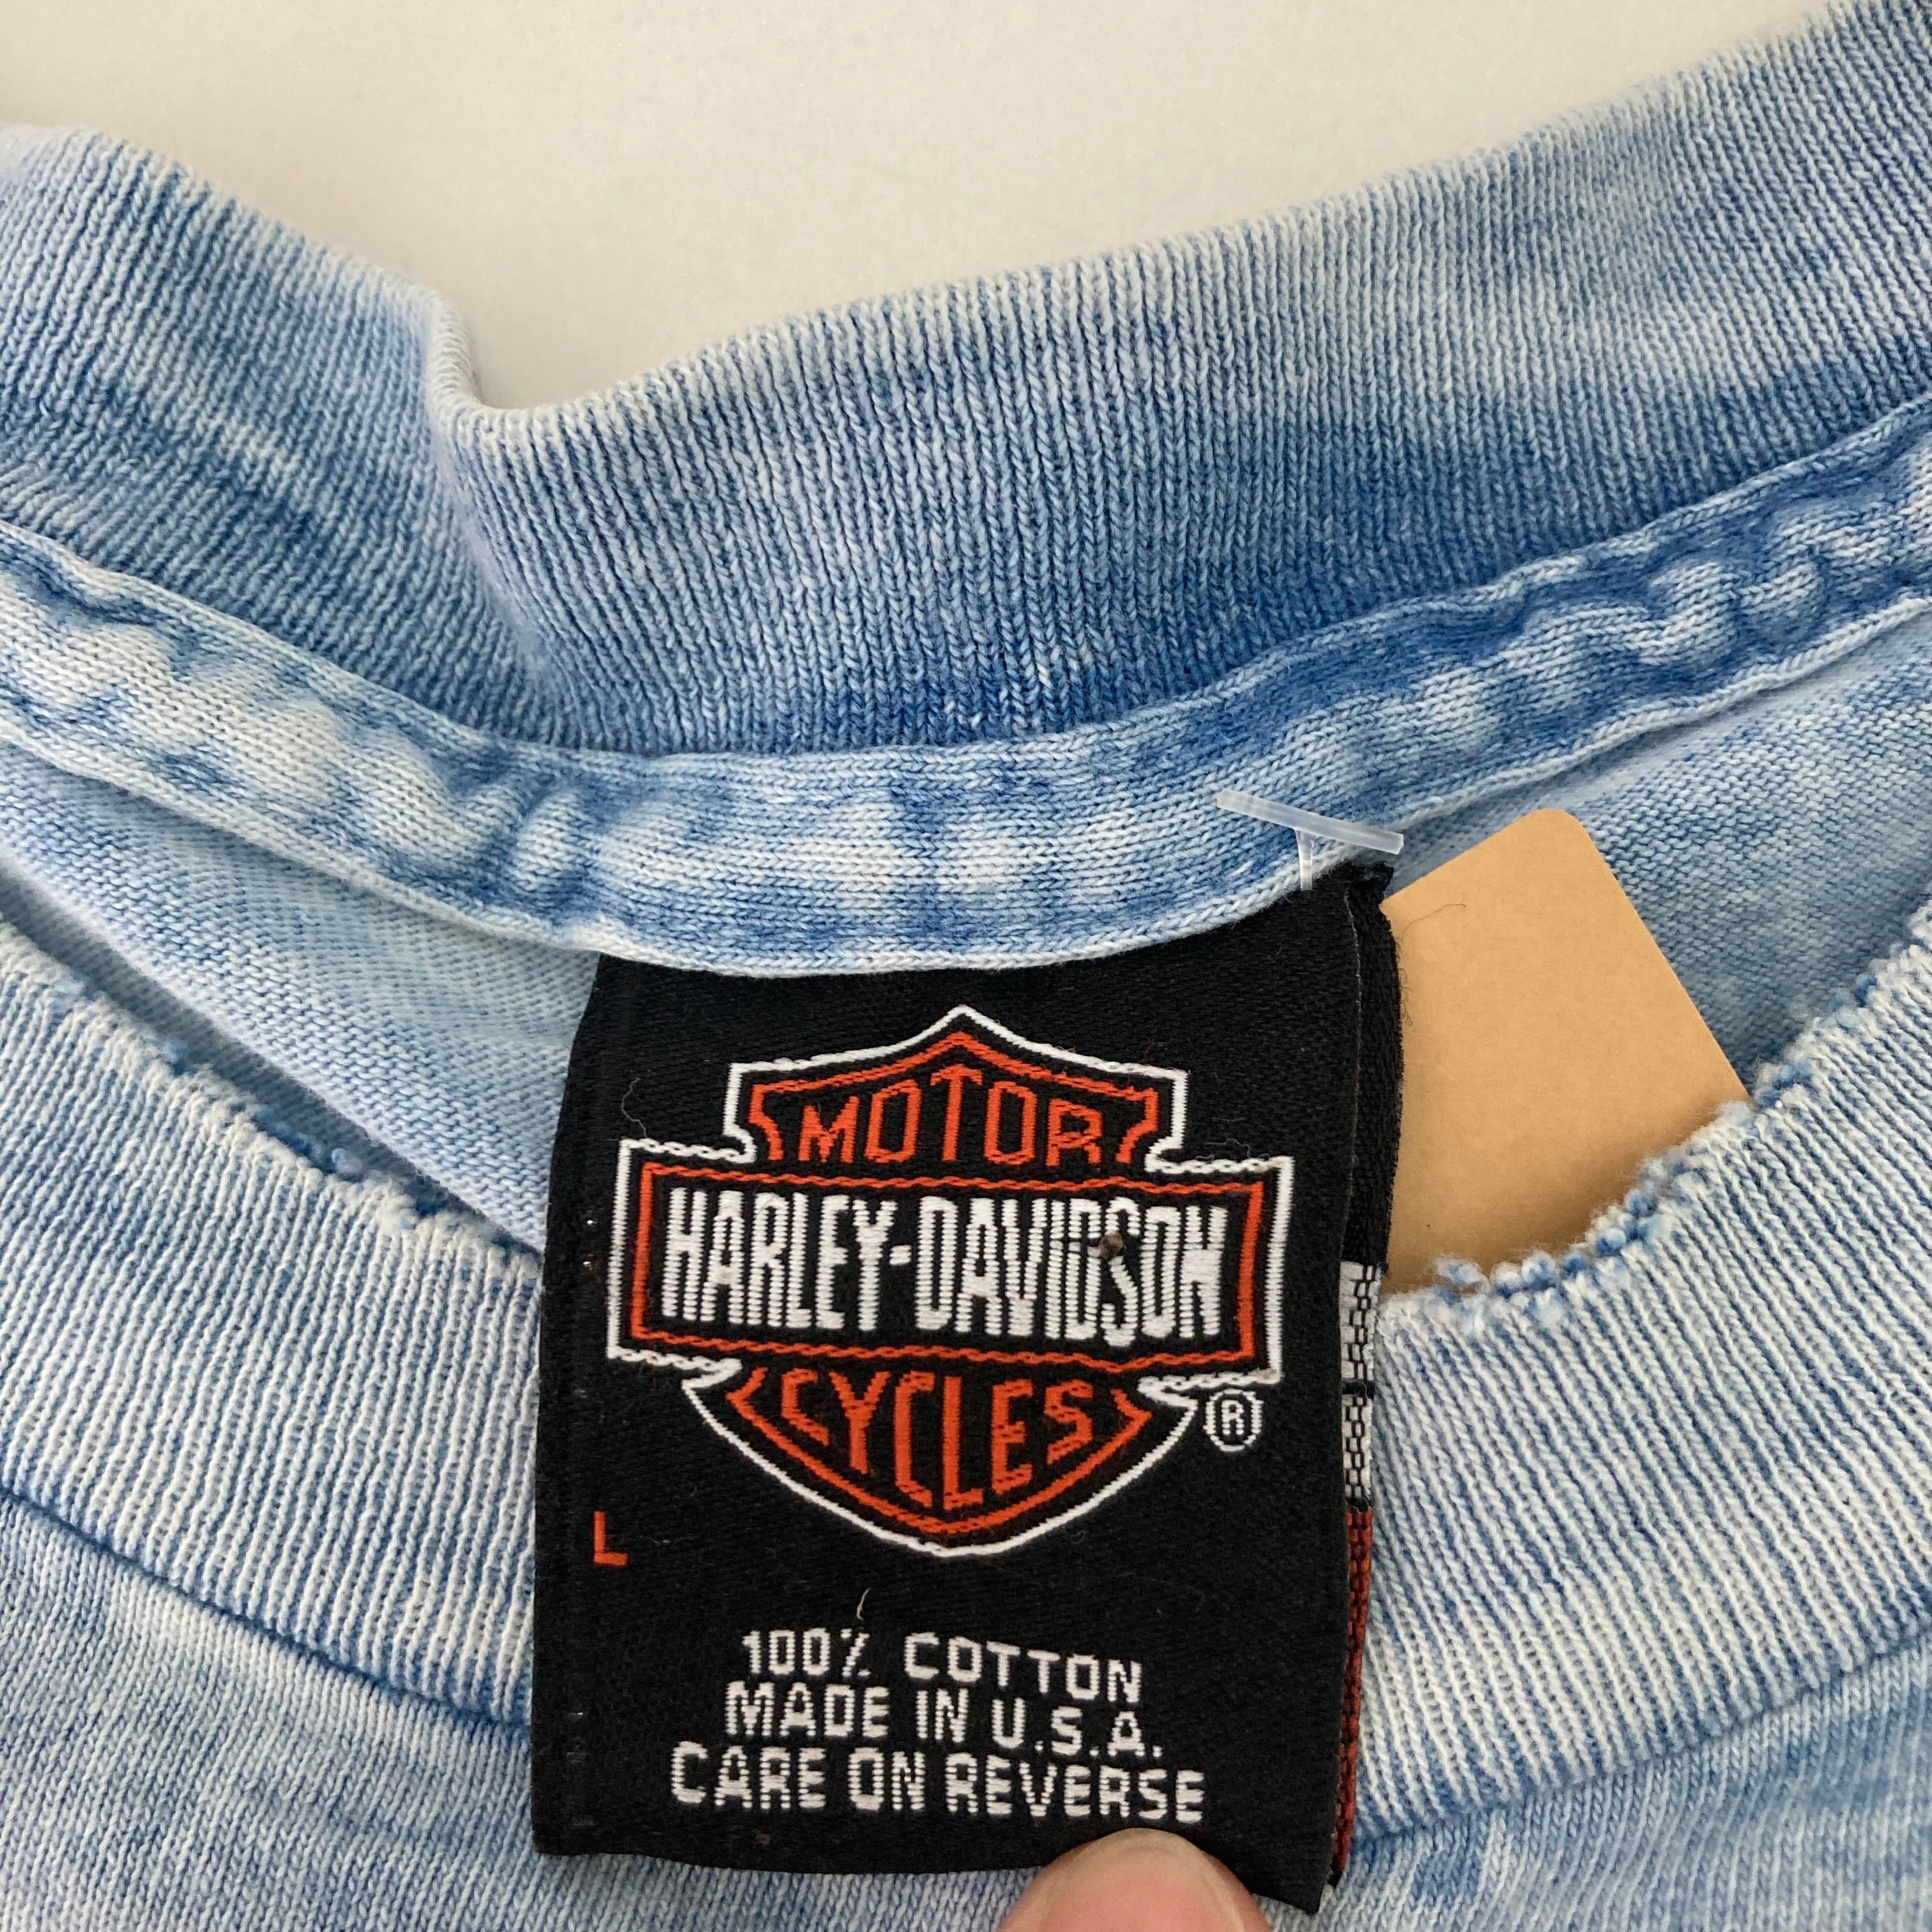 MOTOR
HARLEY-DAVIDSON
CYCLES
®
L
100% COTTON
MADE IN U.S.A.
CARE ON REVERSE